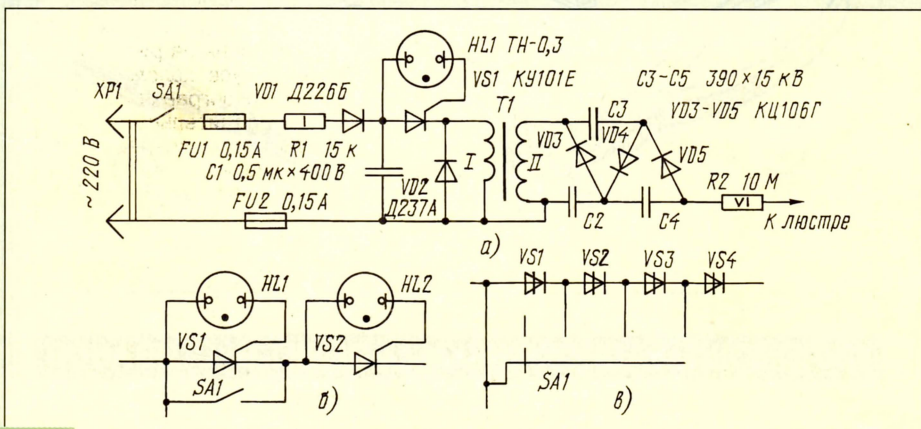 HL1 ТН-0,3
ХР1 SA1 VD1 Д226Б VS1 КУ101Е C3-C5 390×15 кВ
T1 C3 VD3-VD5 КЦ106Г
VD3 VD4 VD5
~220 В
FU1 0,15А R1 15 к I II
C1 0,5 мк×400 В
VD2 R2 10 М
FU2 0,15А Д237А VI
C2 C4 К люстре
а)
HL1 HL2
VS1 VS2 VS3 VS4
VS1 VS2
SA1 SA1
б) в)